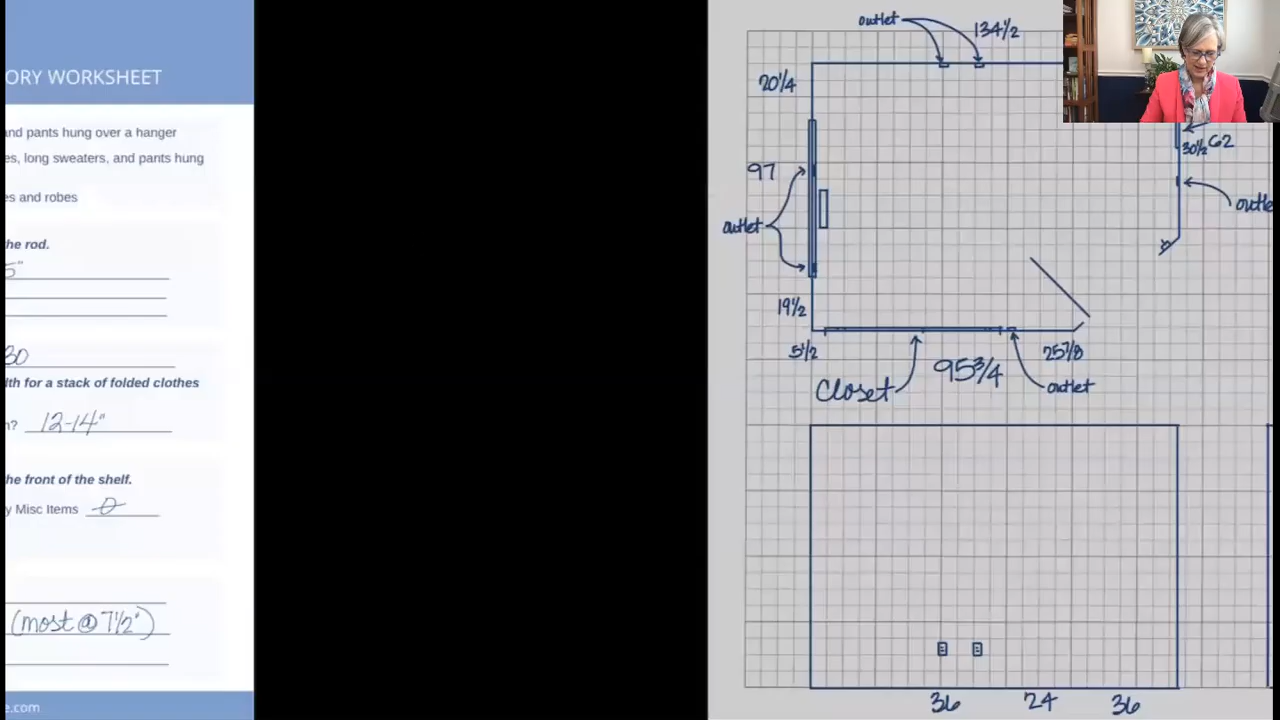 ORY WORKSHEET
and pants hung over a hanger
es, long sweaters, and pants hung
es and robes
he rod.
5"
30
lth for a stack of folded clothes
n? 12-14"
he front of the shelf.
y Misc Items 0
(most @ 7½")
e.com
outlet
134½
20¼
97
outlet
19½
5½
Closet
95¾
outlet
25⅞
30½
62
outle
36
24
36